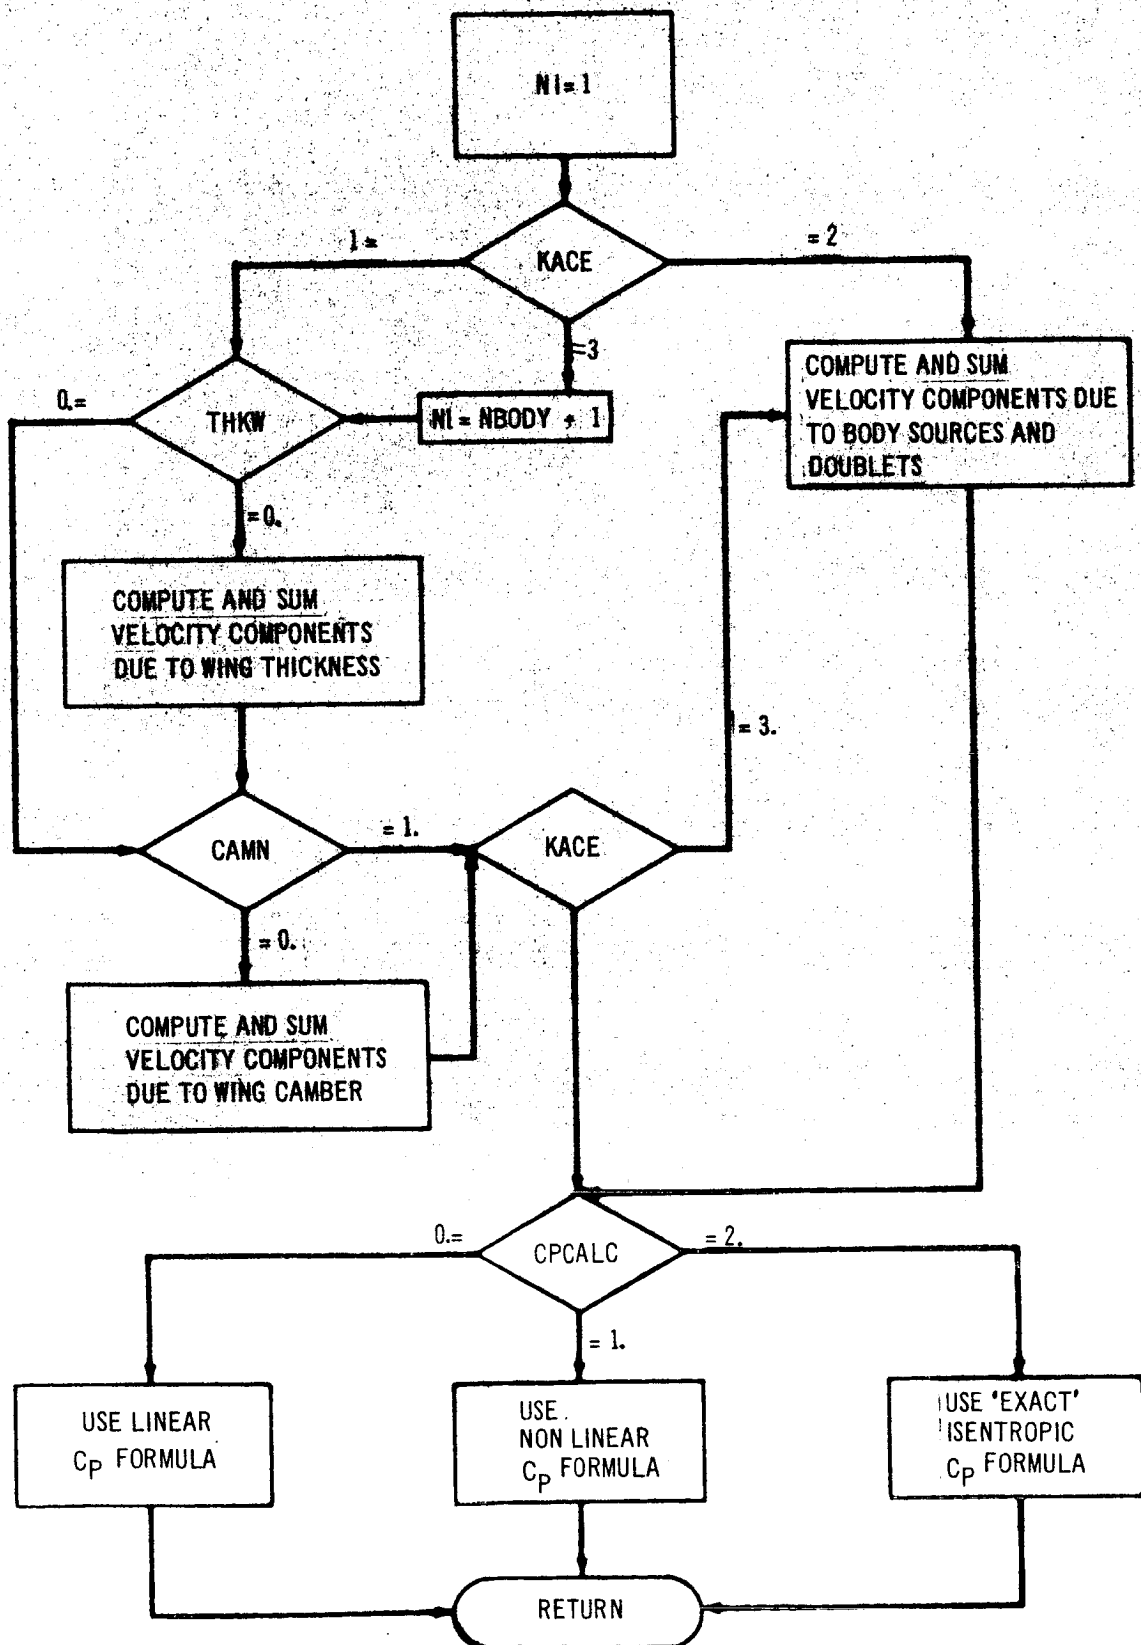 NI = 1
1 =
KACE
= 2
=3
0.=
THKW
NI = NBODY + 1
COMPUTE AND SUM
VELOCITY COMPONENTS DUE
TO BODY SOURCES AND
DOUBLETS
=0.
COMPUTE AND SUM
VELOCITY COMPONENTS
DUE TO WING THICKNESS
= 3.
CAMN
= 1.
KACE
= 0.
COMPUTE AND SUM
VELOCITY COMPONENTS
DUE TO WING CAMBER
0.=
CPCALC
= 2.
= 1.
USE LINEAR
CP FORMULA
USE
NON LINEAR
CP FORMULA
USE 'EXACT'
ISENTROPIC
CP FORMULA
RETURN